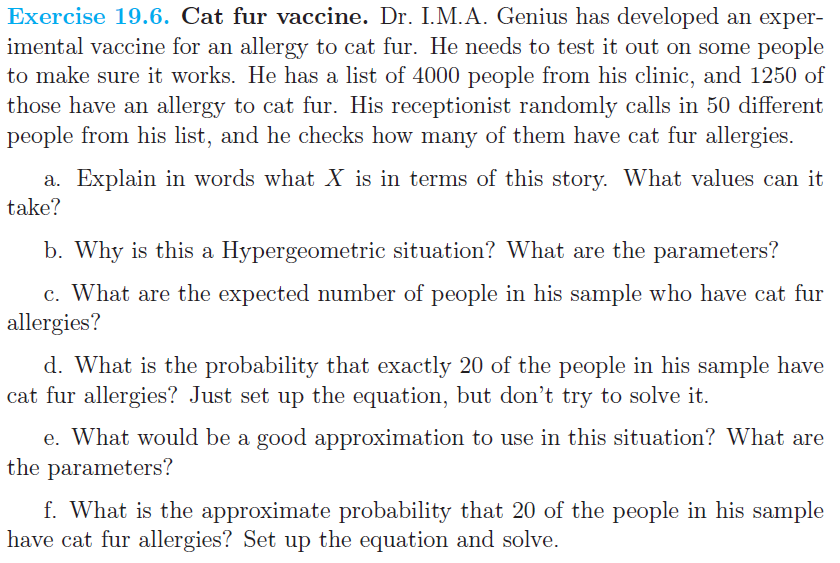 Exercise 19.6. Cat fur vaccine. Dr. I.M.A. Genius has developed an exper-
imental vaccine for an allergy to cat fur. He needs to test it out on some people
to make sure it works. He has a list of 4000 people from his clinic, and 1250 of
those have an allergy to cat fur. His receptionist randomly calls in 50 different
people from his list, and he checks how many of them have cat fur allergies.
a. Explain in words what X is in terms of this story. What values can it
take?
b. Why is this a Hypergeometric situation? What are the parameters?
c. What are the expected number of people in his sample who have cat fur
allergies?
d. What is the probability that exactly 20 of the people in his sample have
cat fur allergies? Just set up the equation, but don't try to solve it.
e. What would be a good approximation to use in this situation? What are
the parameters?
f. What is the approximate probability that 20 of the people in his sample
have cat fur allergies? Set up the equation and solve.